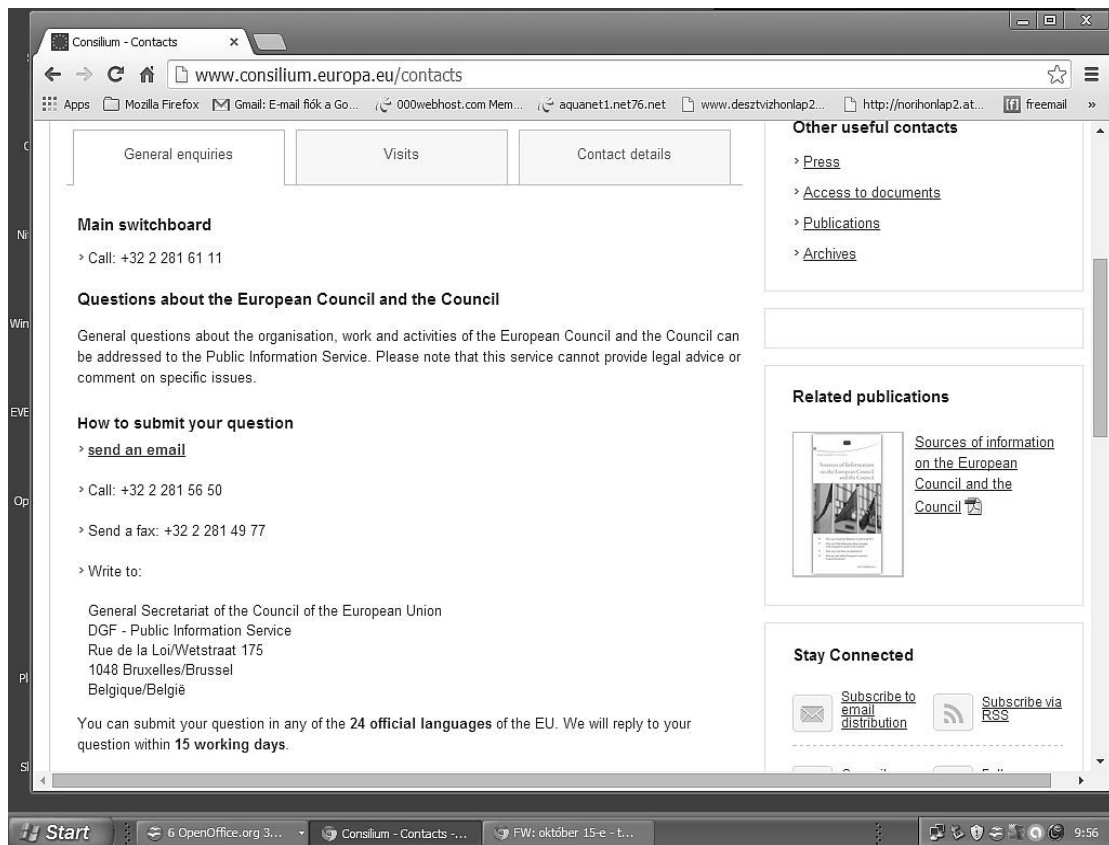 Consilium - Contacts
www.consilium.europa.eu/contacts
Apps Mozilla Firefox Gmail: E-mail fiók a Go... 000webhost.com Mem... aquanet1.net76.net www.desztvizhonlap2... http://norihonlap2.at... freemail »
General enquiries Visits Contact details
Main switchboard
Call: +32 2 281 61 11
Questions about the European Council and the Council
General questions about the organisation, work and activities of the European Council and the Council can
be addressed to the Public Information Service. Please note that this service cannot provide legal advice or
comment on specific issues.
How to submit your question
send an email
Call: +32 2 281 56 50
Send a fax: +32 2 281 49 77
Write to:
General Secretariat of the Council of the European Union
DGF - Public Information Service
Rue de la Loi/Wetstraat 175
1048 Bruxelles/Brussel
Belgique/België
You can submit your question in any of the 24 official languages of the EU. We will reply to your
question within 15 working days.
Other useful contacts
Press
Access to documents
Publications
Archives
Related publications
Sources of Information
on the European Council
and the Council
Sources of information
on the European
Council and the
Council
Stay Connected
Subscribe to
email
distribution
Subscribe via
RSS
Start 6 OpenOffice.org 3... Consilium - Contacts -... FW: október 15-e - t... 9:56